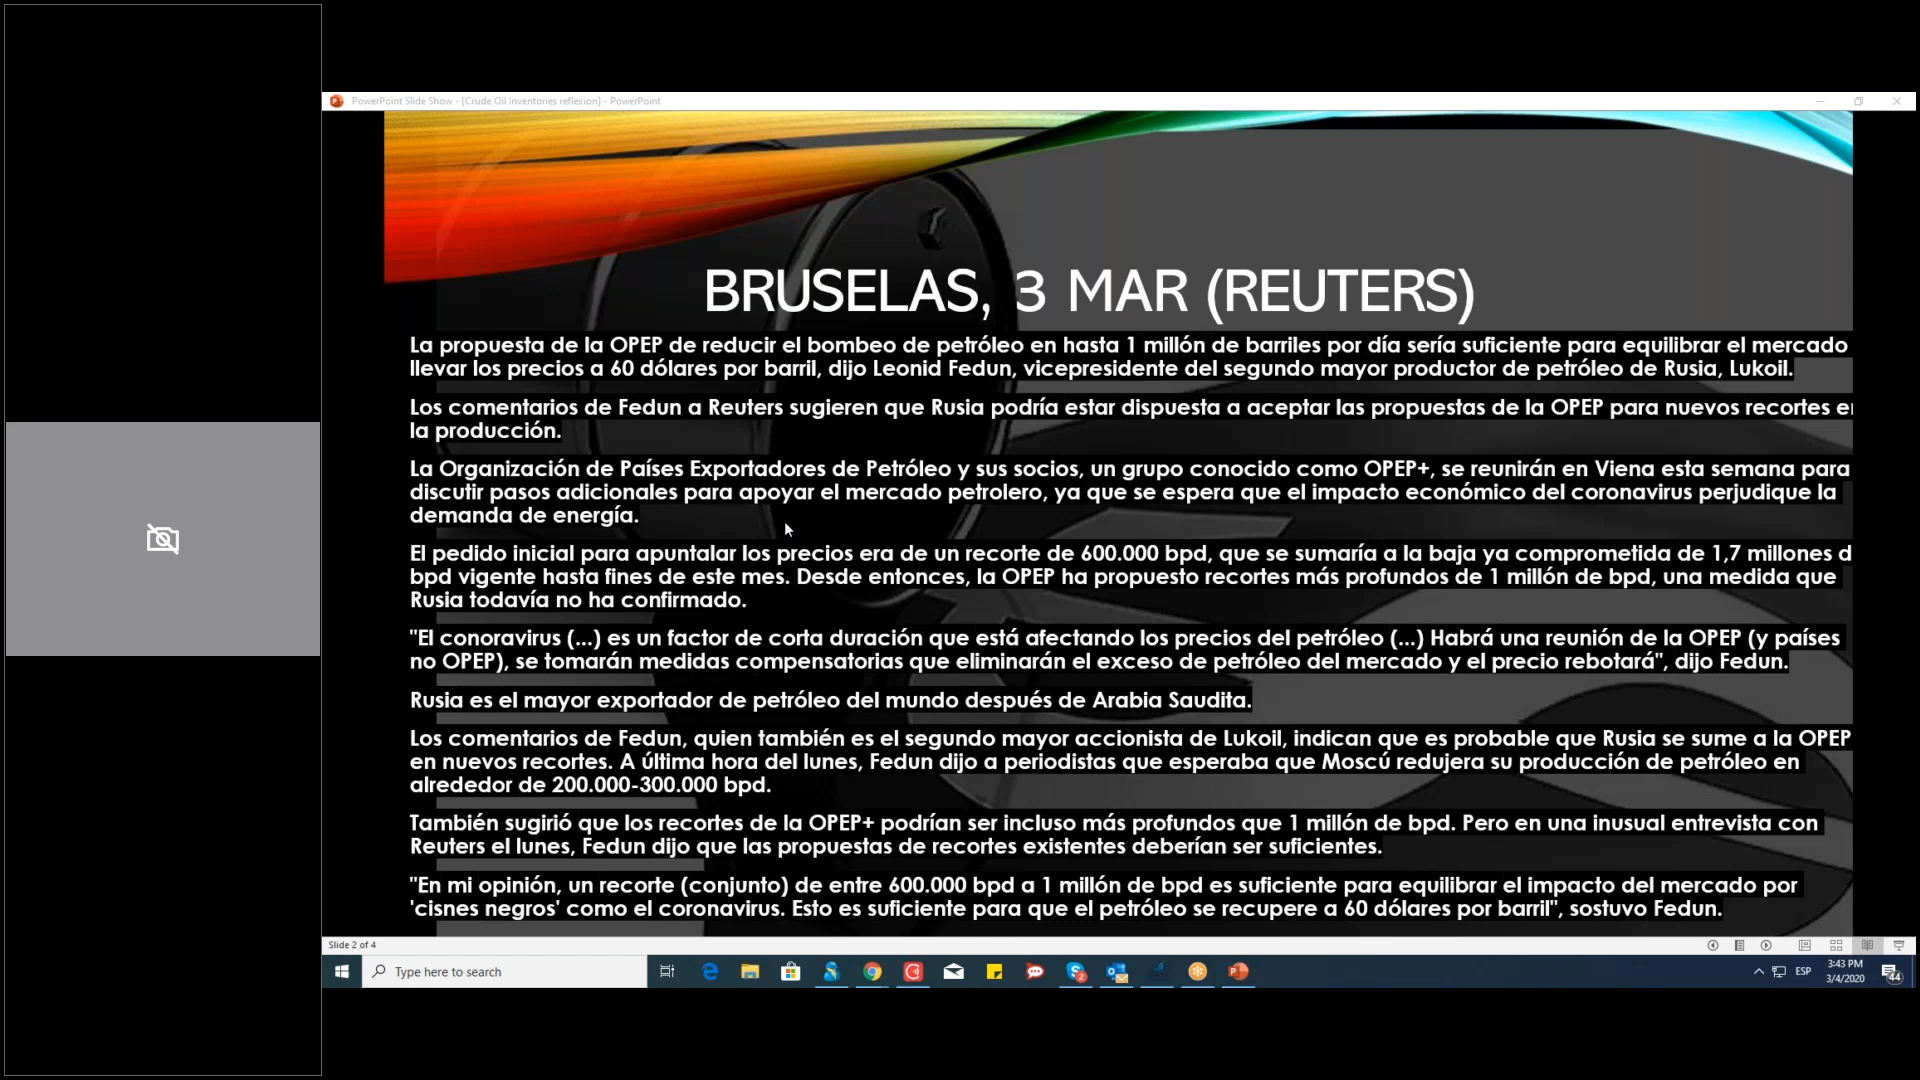 PowerPoint Slide Show - [Crude Oil Inventories reflexion] - PowerPoint
BRUSELAS, 3 MAR (REUTERS)
La propuesta de la OPEP de reducir el bombeo de petróleo en hasta 1 millón de barriles por día sería suficiente para equilibrar el mercado
llevar los precios a 60 dólares por barril, dijo Leonid Fedun, vicepresidente del segundo mayor productor de petróleo de Rusia, Lukoil.
Los comentarios de Fedun a Reuters sugieren que Rusia podría estar dispuesta a aceptar las propuestas de la OPEP para nuevos recortes en
la producción.
La Organización de Países Exportadores de Petróleo y sus socios, un grupo conocido como OPEP+, se reunirán en Viena esta semana para
discutir pasos adicionales para apoyar el mercado petrolero, ya que se espera que el impacto económico del coronavirus perjudique la
demanda de energía.
El pedido inicial para apuntalar los precios era de un recorte de 600.000 bpd, que se sumaría a la baja ya comprometida de 1,7 millones d
bpd vigente hasta fines de este mes. Desde entonces, la OPEP ha propuesto recortes más profundos de 1 millón de bpd, una medida que
Rusia todavía no ha confirmado.
"El conoravirus (...) es un factor de corta duración que está afectando los precios del petróleo (...) Habrá una reunión de la OPEP (y países
no OPEP), se tomarán medidas compensatorias que eliminarán el exceso de petróleo del mercado y el precio rebotará", dijo Fedun.
Rusia es el mayor exportador de petróleo del mundo después de Arabia Saudita.
Los comentarios de Fedun, quien también es el segundo mayor accionista de Lukoil, indican que es probable que Rusia se sume a la OPEP
en nuevos recortes. A última hora del lunes, Fedun dijo a periodistas que esperaba que Moscú redujera su producción de petróleo en
alrededor de 200.000-300.000 bpd.
También sugirió que los recortes de la OPEP+ podrían ser incluso más profundos que 1 millón de bpd. Pero en una inusual entrevista con
Reuters el lunes, Fedun dijo que las propuestas de recortes existentes deberían ser suficientes.
"En mi opinión, un recorte (conjunto) de entre 600.000 bpd a 1 millón de bpd es suficiente para equilibrar el impacto del mercado por
'cisnes negros' como el coronavirus. Esto es suficiente para que el petróleo se recupere a 60 dólares por barril", sostuvo Fedun.
Slide 2 of 4
Type here to search
ESP
3:43 PM
3/4/2020
44